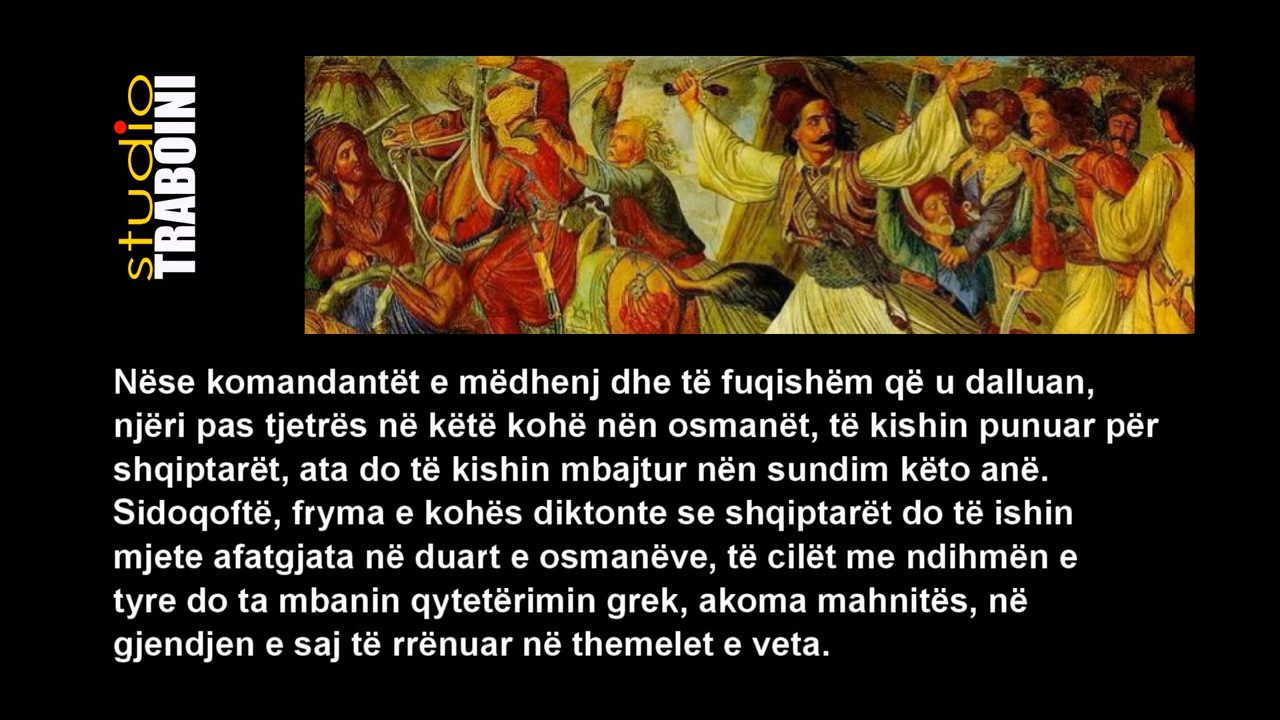 studio
TRABOINI
Nëse komandantët e mëdhenj dhe të fuqishëm që u dalluan,
njëri pas tjetrës në këtë kohë nën osmanët, të kishin punuar për
shqiptarët, ata do të kishin mbajtur nën sundim këto anë.
Sidoqoftë, fryma e kohës diktonte se shqiptarët do të ishin
mjete afatgjata në duart e osmanëve, të cilët me ndihmën e
tyre do ta mbanin qytetërimin grek, akoma mahnitës, në
gjendjen e saj të rrënuar në themelet e veta.